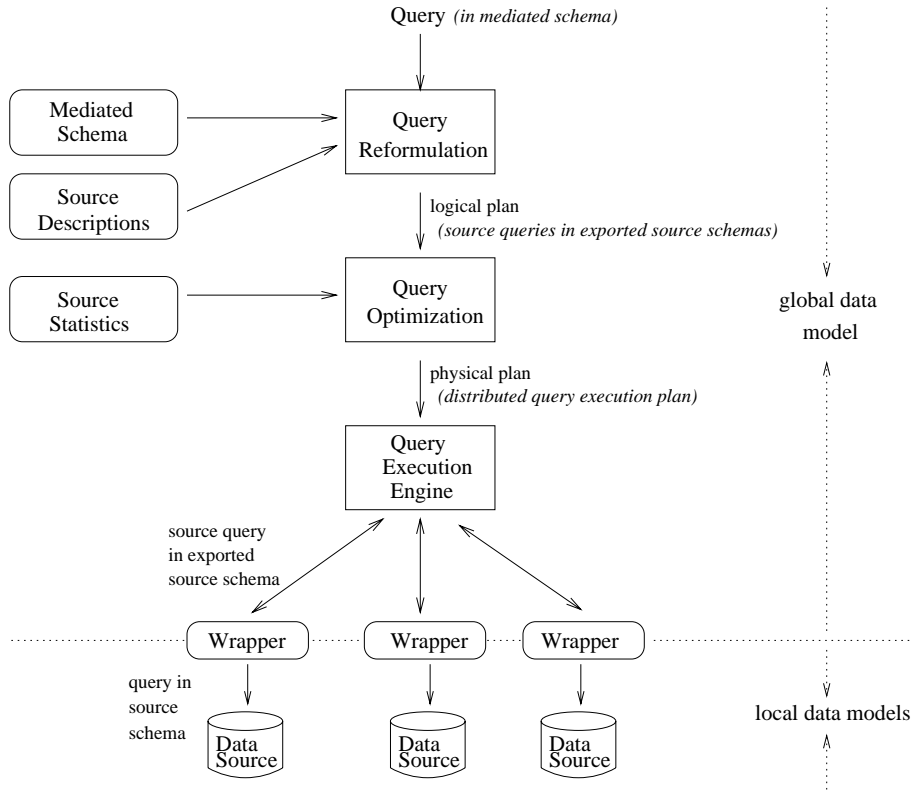 Query (in mediated schema)
Mediated
Schema
Query
Reformulation
Source
Descriptions
logical plan
(source queries in exported source schemas)
Source
Statistics
Query
Optimization
global data
model
physical plan
(distributed query execution plan)
Query
Execution
Engine
source query
in exported
source schema
Wrapper
Wrapper
Wrapper
query in
source
schema
Data
Source
Data
Source
Data
Source
local data models